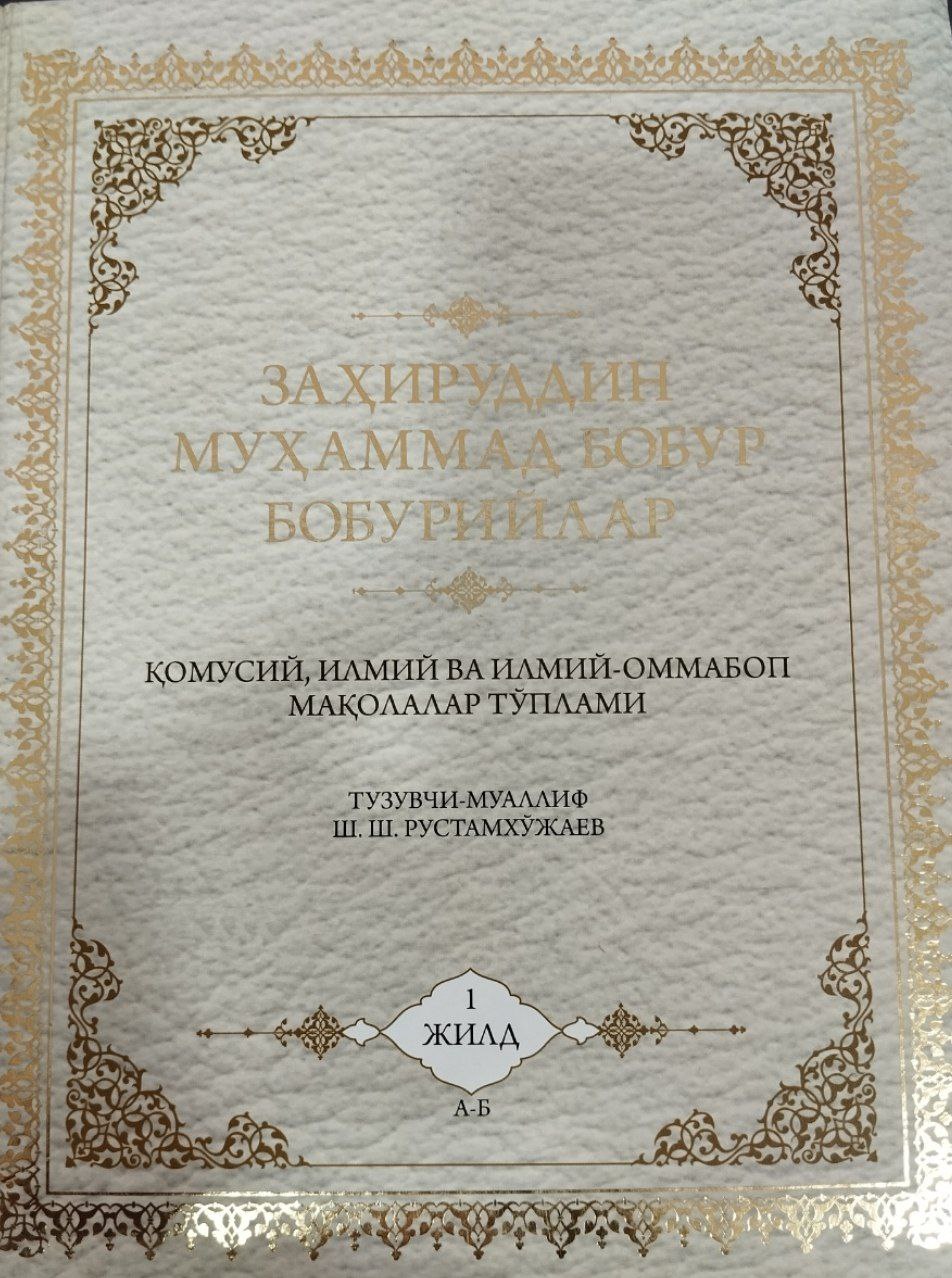 ЗАҲИРУДДИН
МУҲАММАД БОБУР
БОБУРИЙЛАР
ҚОМУСИЙ, ИЛМИЙ ВА ИЛМИЙ-ОММАБОП
МАҚОЛАЛАР ТЎПЛАМИ
ТУЗУВЧИ-МУАЛЛИФ
Ш. Ш. РУСТАМХЎЖАЕВ
1
ЖИЛД
А-Б